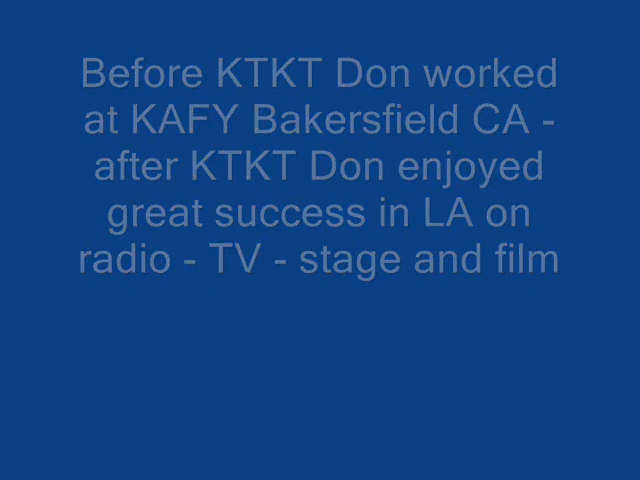 Before KTKT Don worked
at KAFY Bakersfield CA -
after KTKT Don enjoyed
great success in LA on
radio - TV - stage and film